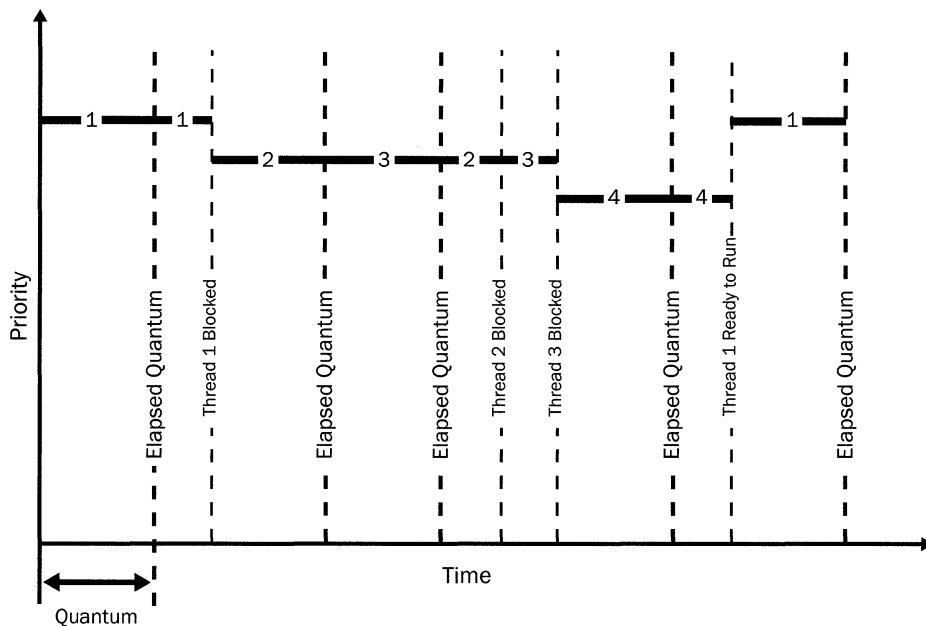 1
1
1
2
3
2
3
4
4
Priority
Elapsed Quantum
Thread 1 Blocked
Elapsed Quantum
Elapsed Quantum
Thread 2 Blocked
Thread 3 Blocked
Elapsed Quantum
Thread 1 Ready to Run
Elapsed Quantum
Time
Quantum